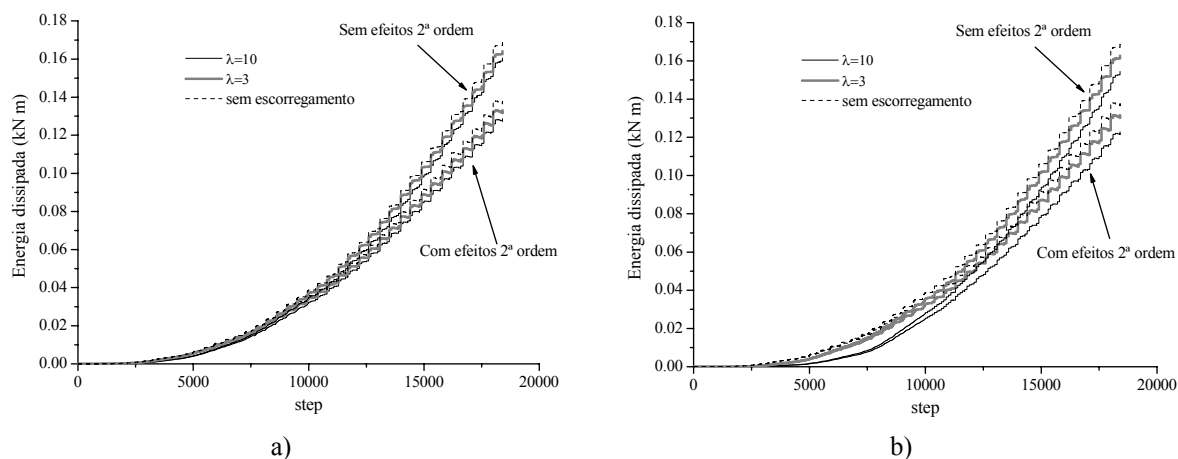 0.18
0.16
0.14
0.12
0.10
0.08
0.06
0.04
0.02
0.00
Energia dissipada (kN m)
Sem efeitos 2ª ordem
λ=10
λ=3
sem escorregamento
Com efeitos 2ª ordem
0 5000 10000 15000 20000
step
a)
0.18
0.16
0.14
0.12
0.10
0.08
0.06
0.04
0.02
0.00
Energia dissipada (kN m)
Sem efeitos 2ª ordem
λ=10
λ=3
sem escorregamento
Com efeitos 2ª ordem
0 5000 10000 15000 20000
step
b)